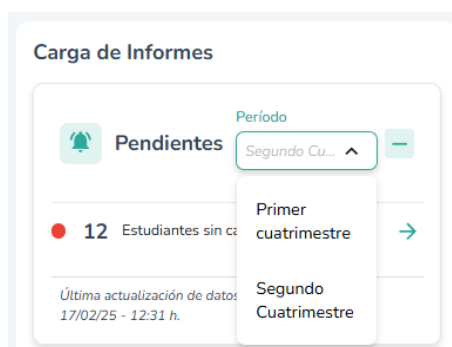 Carga de Informes
Período
Pendientes
Segundo Cu...
Primer
cuatrimestre
12 Estudiantes sin
Segundo
Cuatrimestre
Última actualización de datos
17/02/25 - 12:31 h.